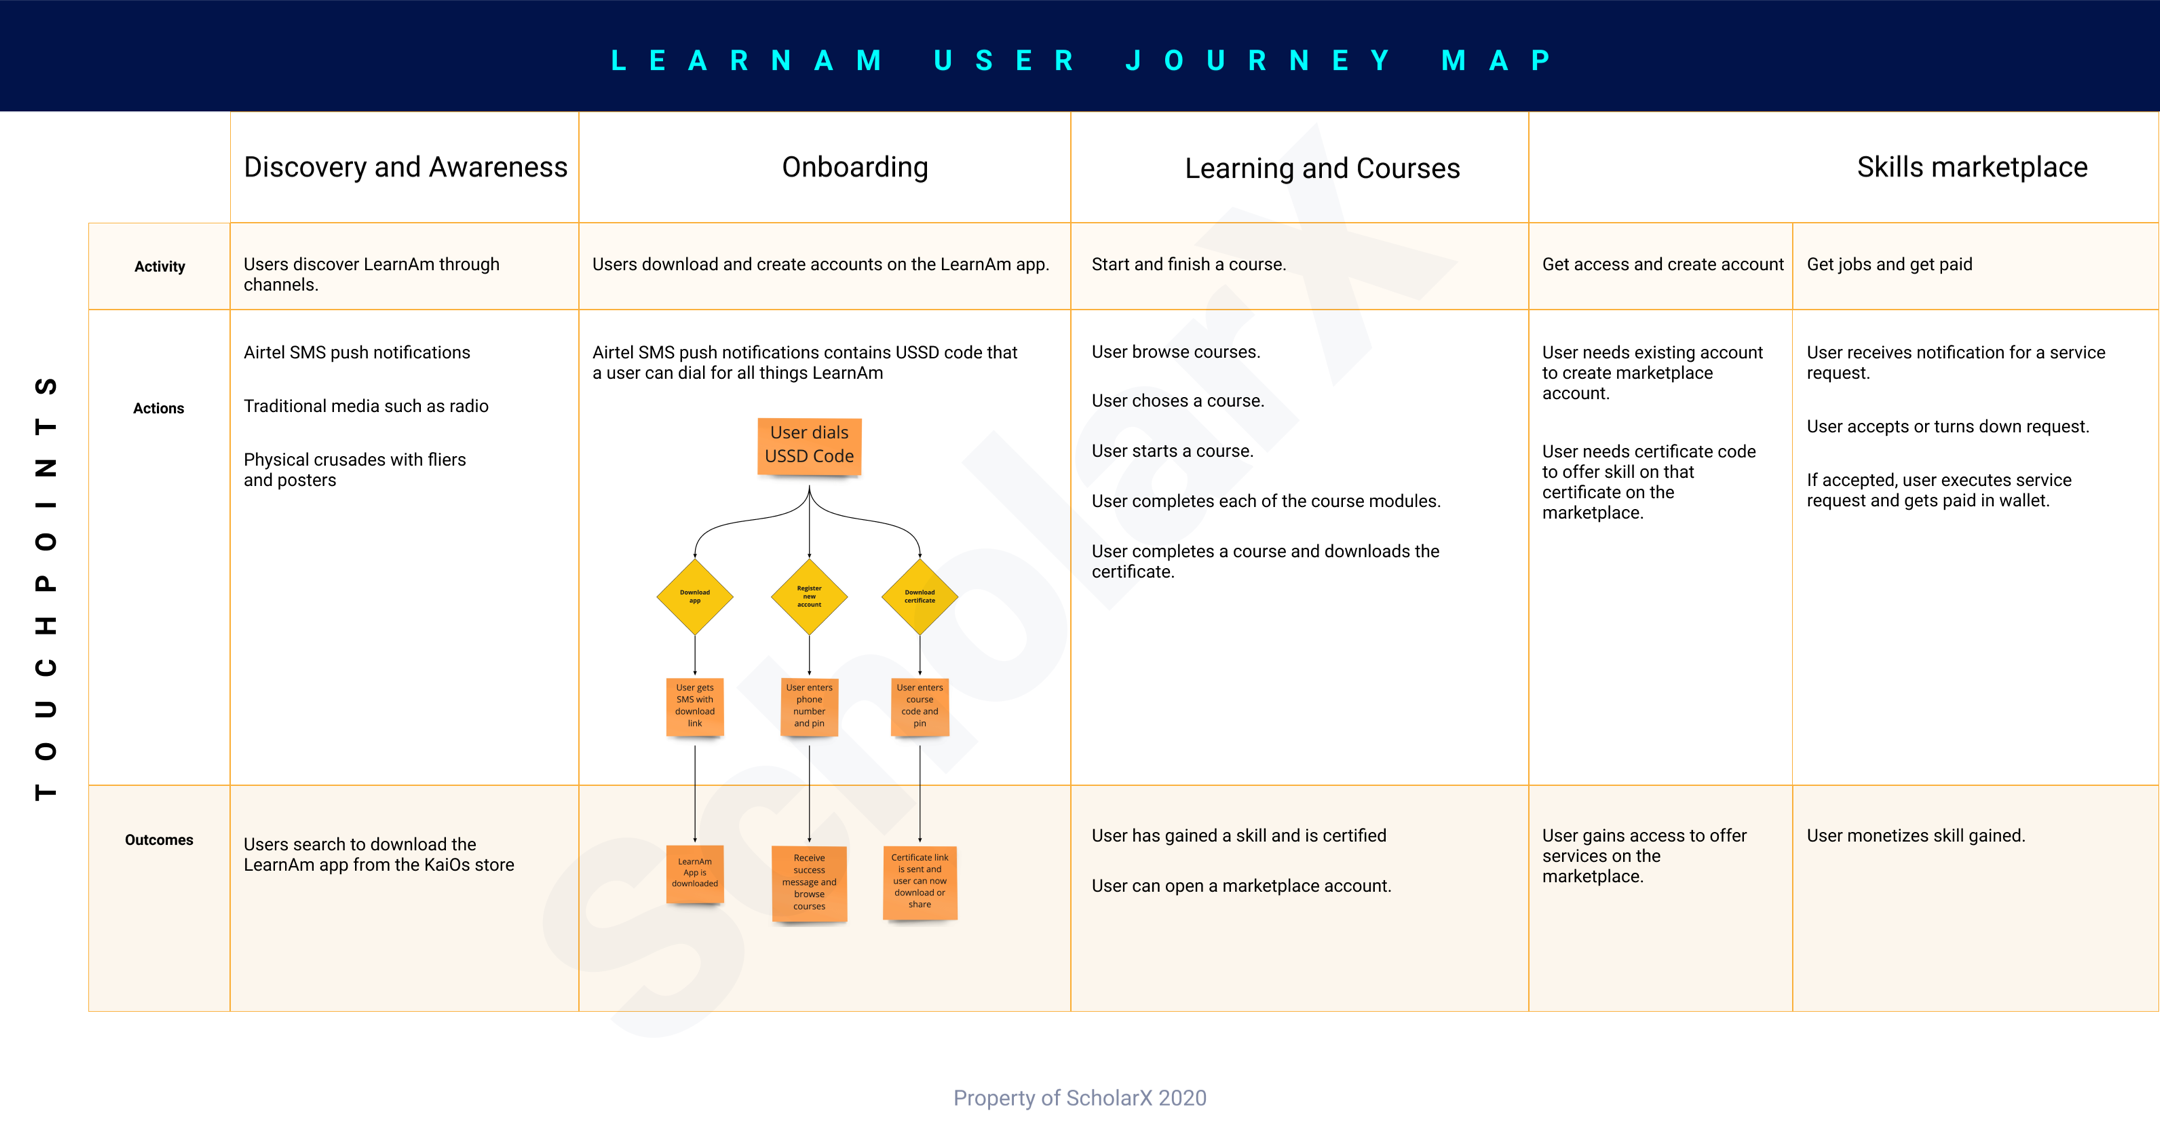 LEARNAM USER JOURNEY MAP
Discovery and Awareness
Onboarding
Learning and Courses
Skills marketplace
TOUCHPOINTS
Activity
Users discover LearnAm through
channels.
Users download and create accounts on the LearnAm app.
Start and finish a course.
Get access and create account
Get jobs and get paid
Actions
Airtel SMS push notifications
Traditional media such as radio
Physical crusades with fliers
and posters
Airtel SMS push notifications contains USSD code that
a user can dial for all things LearnAm
User dials
USSD Code
Download
app
Register
new
account
Download
certificate
User gets
SMS with
download
link
User enters
phone
number
and pin
User enters
course
code and
pin
User browse courses.
User choses a course.
User starts a course.
User completes each of the course modules.
User completes a course and downloads the
certificate.
User needs existing account
to create marketplace
account.
User needs certificate code
to offer skill on that
certificate on the
marketplace.
User receives notification for a service
request.
User accepts or turns down request.
If accepted, user executes service
request and gets paid in wallet.
Outcomes
Users search to download the
LearnAm app from the KaiOs store
LearnAm
App is
downloaded
Receive
success
message and
browse
courses
Certificate link
is sent and
user can now
download or
share
User has gained a skill and is certified
User can open a marketplace account.
User gains access to offer
services on the
marketplace.
User monetizes skill gained.
ScholarX
Property of ScholarX 2020